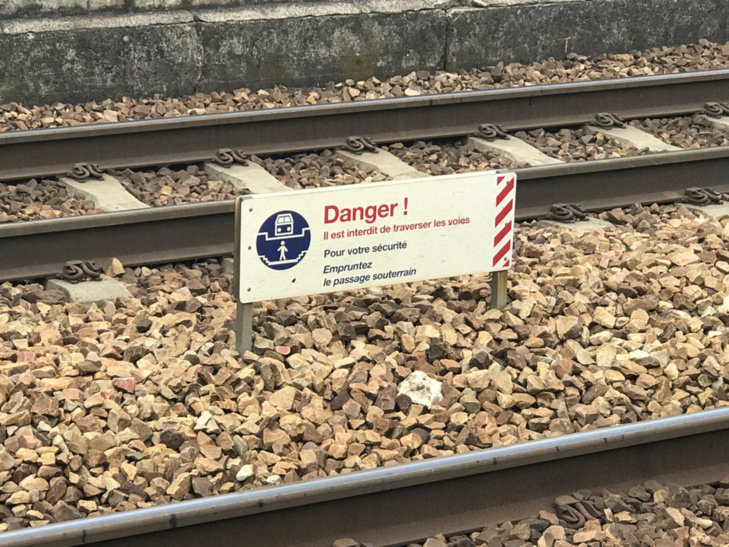 Danger !
Il est interdit de traverser les voies
Pour votre sécurité
Empruntez
le passage souterrain